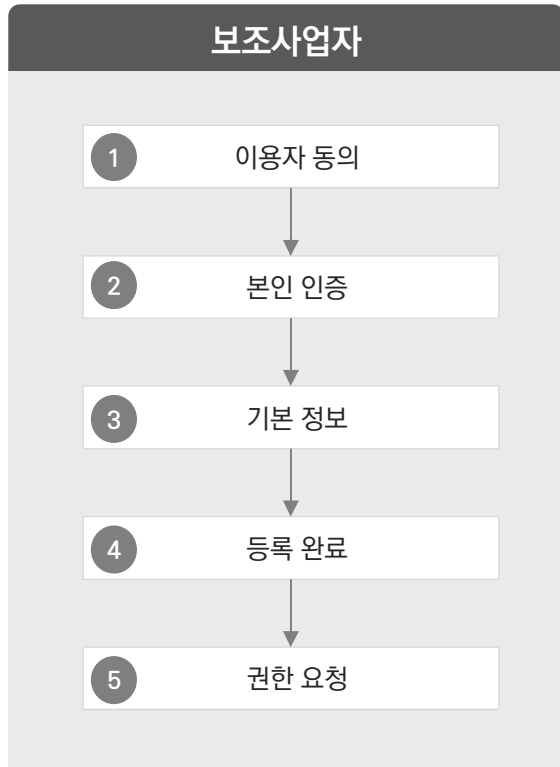 보조사업자
1 이용자 동의
2 본인 인증
3 기본 정보
4 등록 완료
5 권한 요청